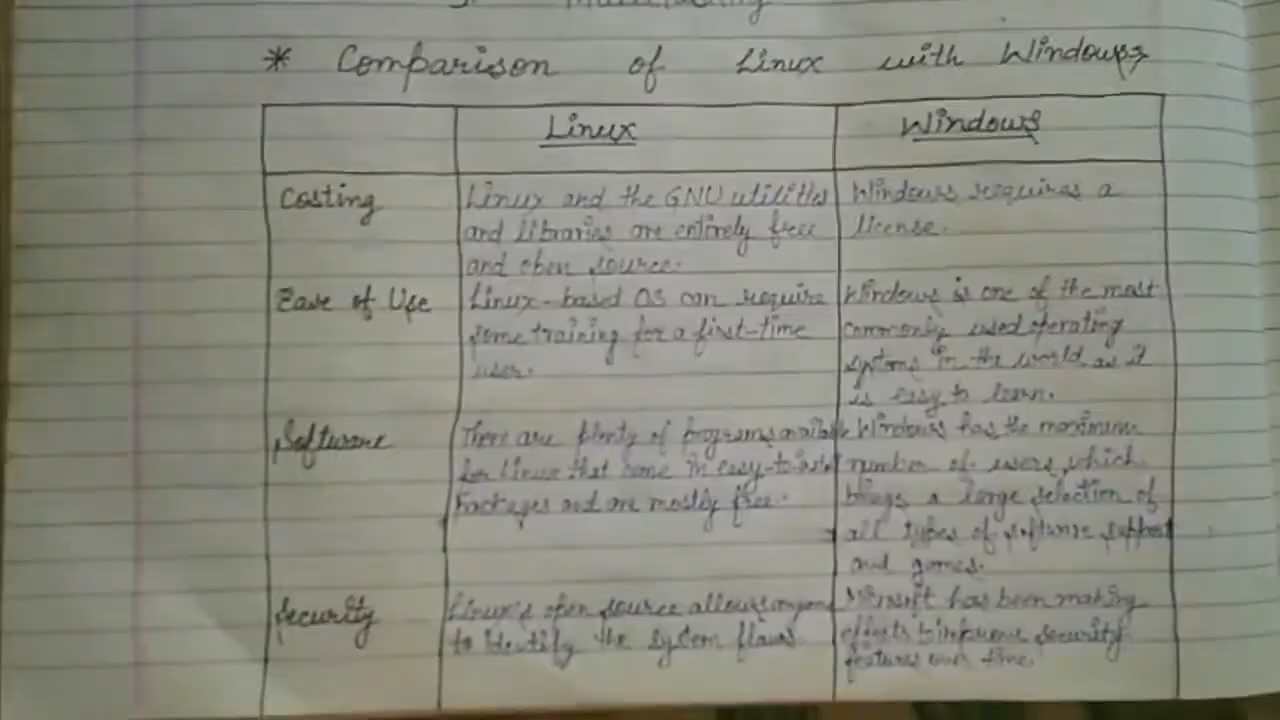 * Comparison of Linux with Windows
Linux
Windows
Costing
Linux and the GNU utilities
and libraries are entirely free
and open source.
Windows requires a
license.
Ease of Use
Linux-based OS can require
some training for a first-time
user.
Windows is one of the most
commonly used operating
systems in the world, as it
is easy to learn.
Software
There are plenty of programs available
for Linux that come in easy-to-install
Packages and are mostly free.
Windows has the maximum
number of users, which
brings a large selection of
all types of software support
and games.
Security
Linux's open source allows anyone
to identify the system flaws
has been making
efforts to improve security
features over time.